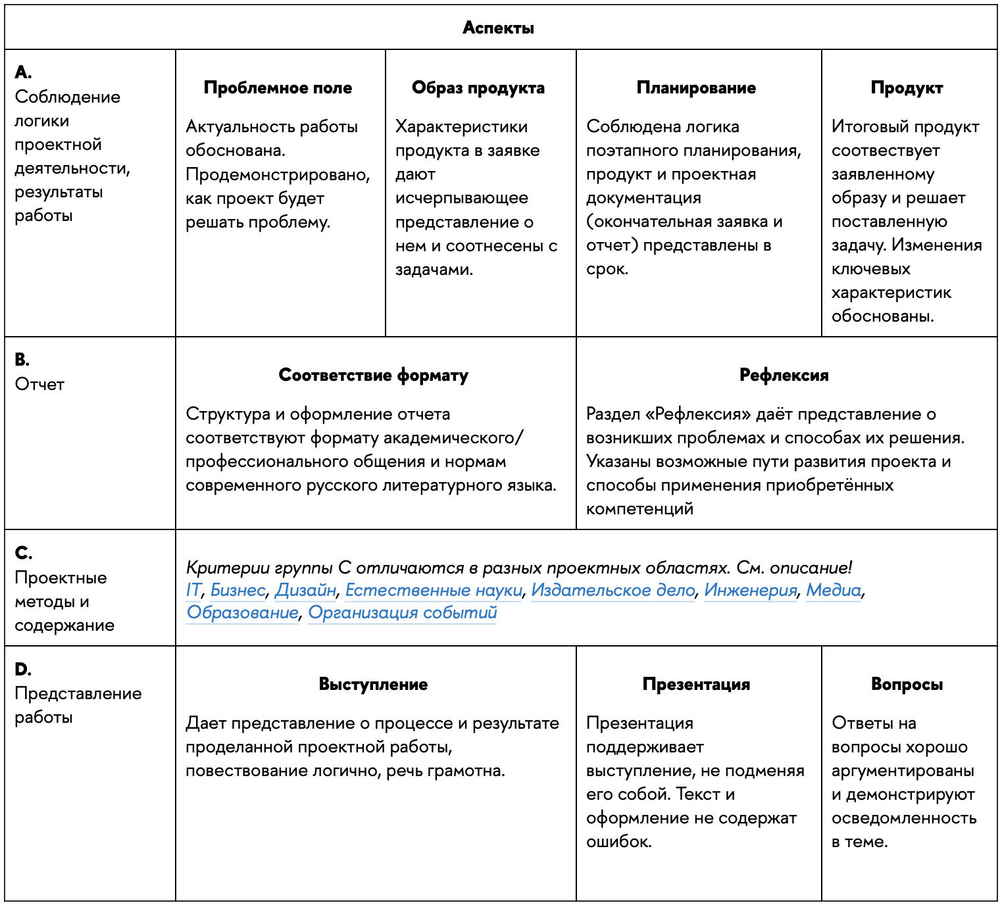 Аспекты
A.
Соблюдение
логики
проектной
деятельности,
результаты
работы
Проблемное поле
Актуальность работы
обоснована.
Продемонстрировано,
как проект будет
решать проблему.
Образ продукта
Характеристики
продукта в заявке
дают
исчерпывающее
представление о
нем и соотнесены с
задачами.
Планирование
Соблюдена логика
поэтапного планирования,
продукт и проектная
документация
(окончательная заявка и
отчет) представлены в
срок.
Продукт
Итоговый продукт
соотвествует
заявленному
образу и решает
поставленную
задачу. Изменения
ключевых
характеристик
обоснованы.
B.
Отчет
Соответствие формату
Структура и оформление отчета
соответствуют формату академического/
профессионального общения и нормам
современного русского литературного языка.
Рефлексия
Раздел «Рефлексия» даёт представление о
возникших проблемах и способах их решения.
Указаны возможные пути развития проекта и
способы применения приобретённых
компетенций
C.
Проектные
методы и
содержание
Критерии группы С отличаются в разных проектных областях. См. описание!
IT, Бизнес, Дизайн, Естественные науки, Издательское дело, Инженерия, Медиа,
Образование, Организация событий
D.
Представление
работы
Выступление
Дает представление о процессе и результате
проделанной проектной работы,
повествование логично, речь грамотна.
Презентация
Презентация
поддерживает
выступление, не подменяя
его собой. Текст и
оформление не содержат
ошибок.
Вопросы
Ответы на
вопросы хорошо
аргументированы
и демонстрируют
осведомленность
в теме.